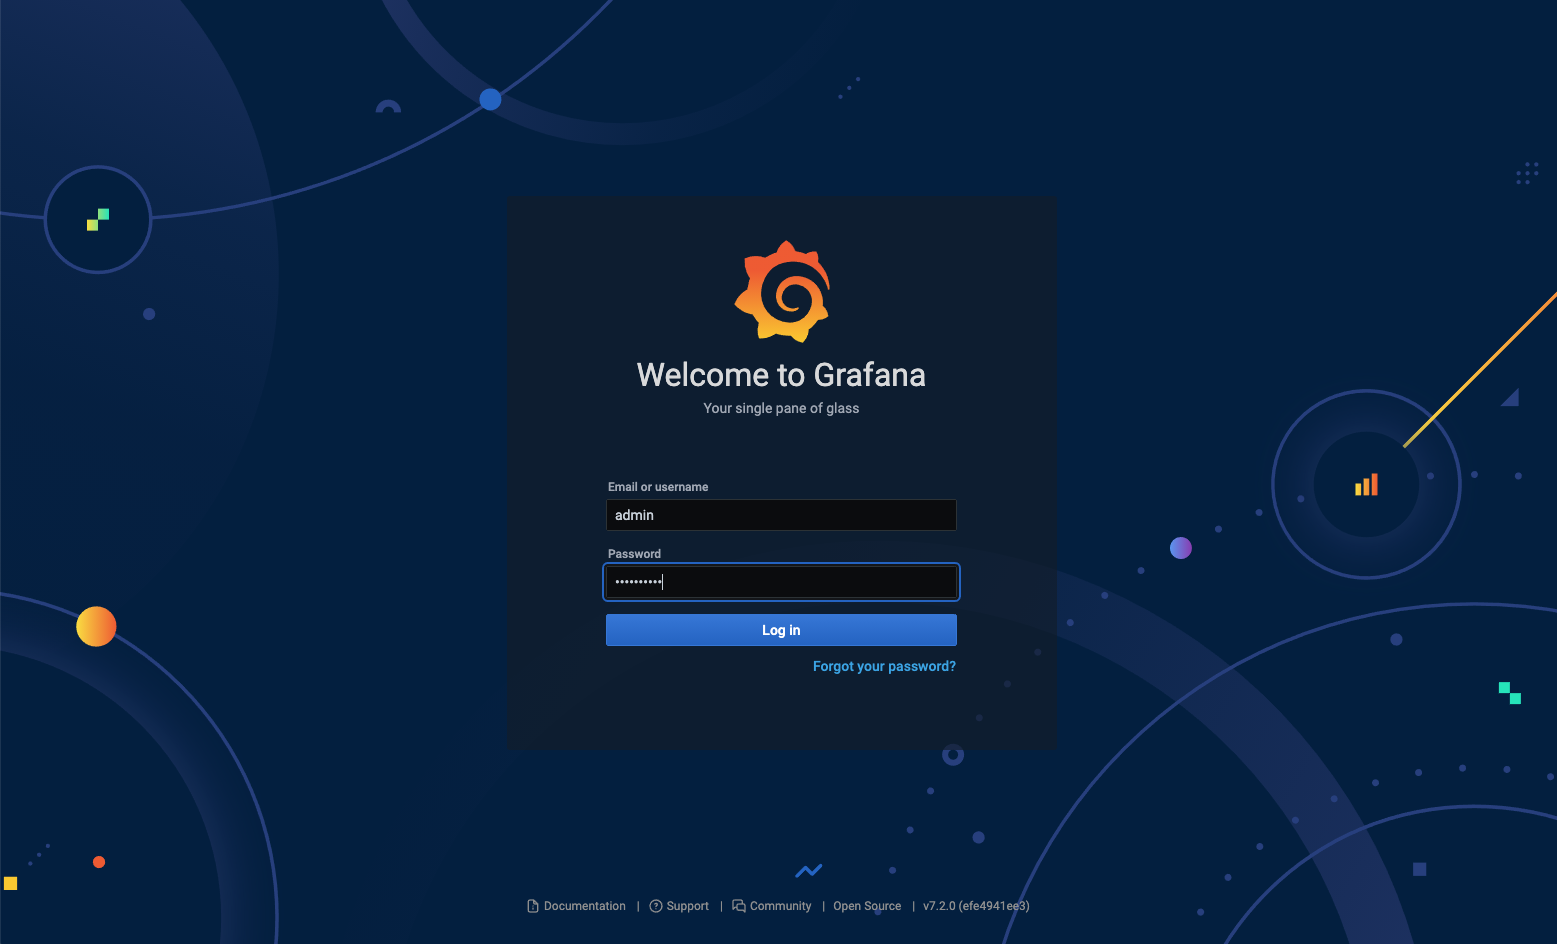 Welcome to Grafana
Your single pane of glass
Email or username
admin
Password
••••••••••
Log in
Forgot your password?
Documentation | Support | Community | Open Source | v7.2.0 (efe4941ee3)